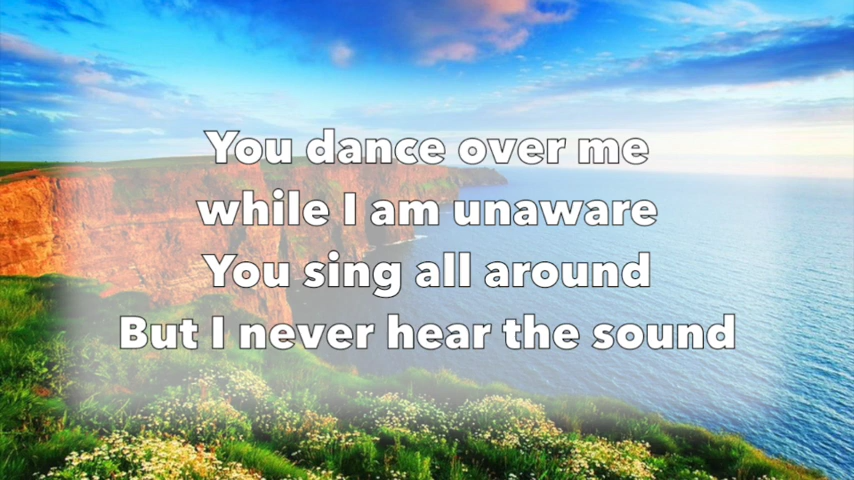 You dance over me
while I am unaware
You sing all around
But I never hear the sound